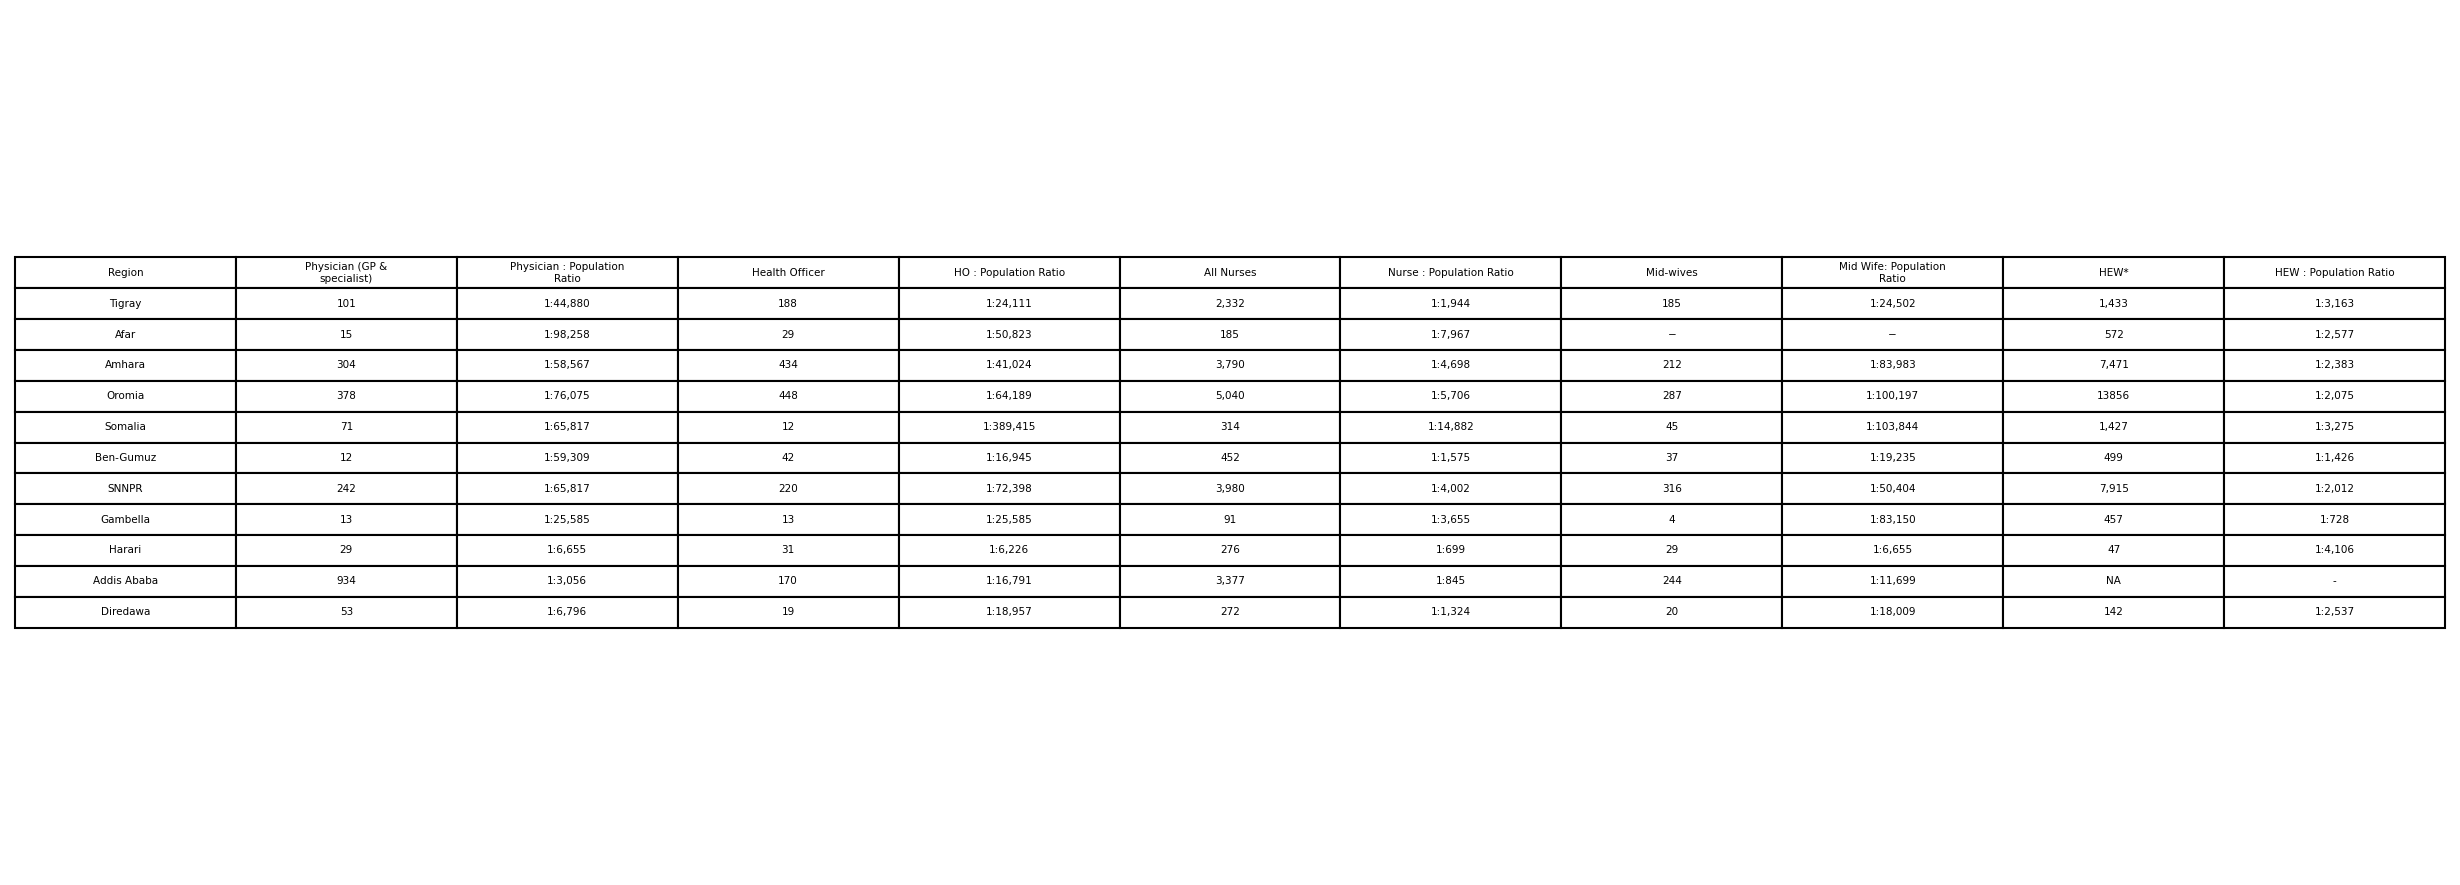 Region Physician (GP & specialist) Physician : Population Ratio Health Officer HO : Population Ratio All Nurses Nurse : Population Ratio Mid-wives Mid Wife: Population Ratio HEW* HEW : Population Ratio
Tigray 101 1:44,880 188 1:24,111 2,332 1:1,944 185 1:24,502 1,433 1:3,163
Afar 15 1:98,258 29 1:50,823 185 1:7,967 − − 572 1:2,577
Amhara 304 1:58,567 434 1:41,024 3,790 1:4,698 212 1:83,983 7,471 1:2,383
Oromia 378 1:76,075 448 1:64,189 5,040 1:5,706 287 1:100,197 13856 1:2,075
Somalia 71 1:65,817 12 1:389,415 314 1:14,882 45 1:103,844 1,427 1:3,275
Ben-Gumuz 12 1:59,309 42 1:16,945 452 1:1,575 37 1:19,235 499 1:1,426
SNNPR 242 1:65,817 220 1:72,398 3,980 1:4,002 316 1:50,404 7,915 1:2,012
Gambella 13 1:25,585 13 1:25,585 91 1:3,655 4 1:83,150 457 1:728
Harari 29 1:6,655 31 1:6,226 276 1:699 29 1:6,655 47 1:4,106
Addis Ababa 934 1:3,056 170 1:16,791 3,377 1:845 244 1:11,699 NA -
Diredawa 53 1:6,796 19 1:18,957 272 1:1,324 20 1:18,009 142 1:2,537